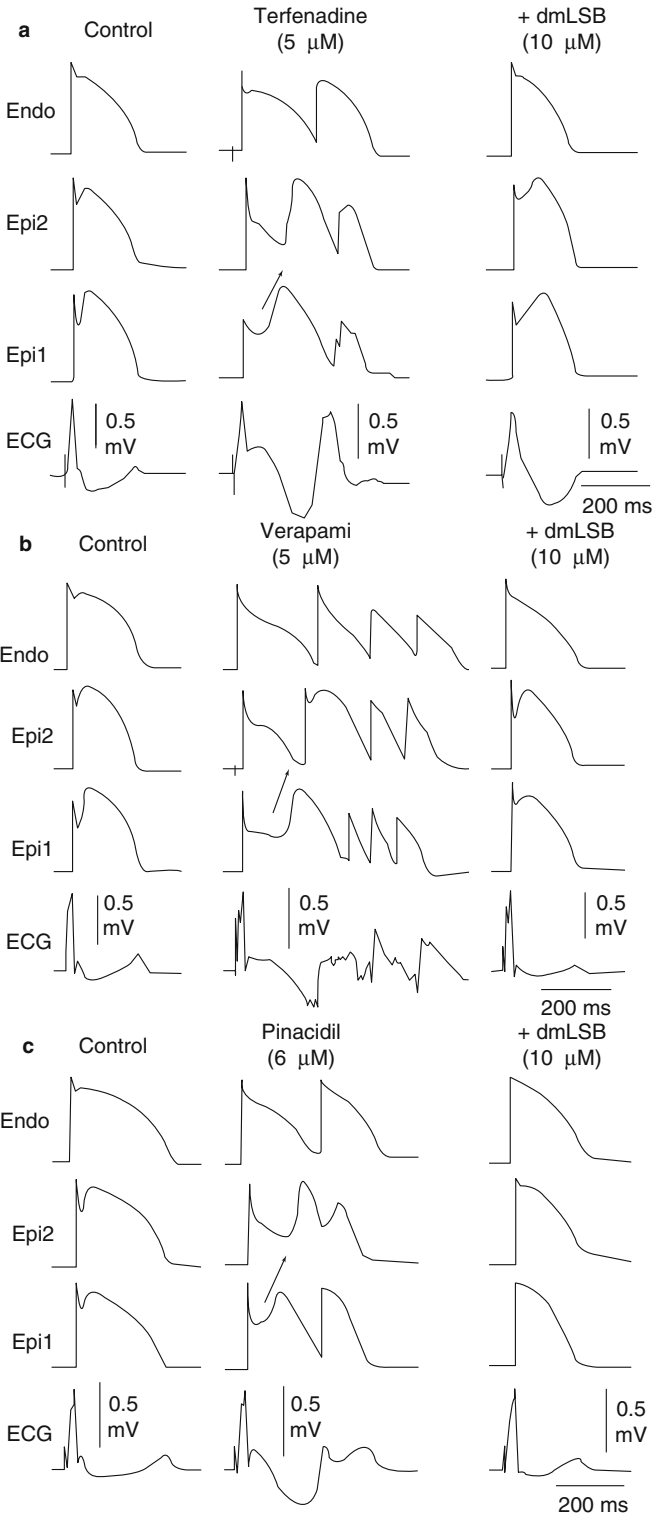 a
Control
Terfenadine
(5 μM)
+ dmLSB
(10 μM)
Endo
Epi2
Epi1
ECG
0.5
mV
0.5
mV
0.5
mV
200 ms
b
Control
Verapami
(5 μM)
+ dmLSB
(10 μM)
Endo
Epi2
Epi1
ECG
0.5
mV
0.5
mV
0.5
mV
200 ms
c
Control
Pinacidil
(6 μM)
+ dmLSB
(10 μM)
Endo
Epi2
Epi1
ECG
0.5
mV
0.5
mV
0.5
mV
200 ms